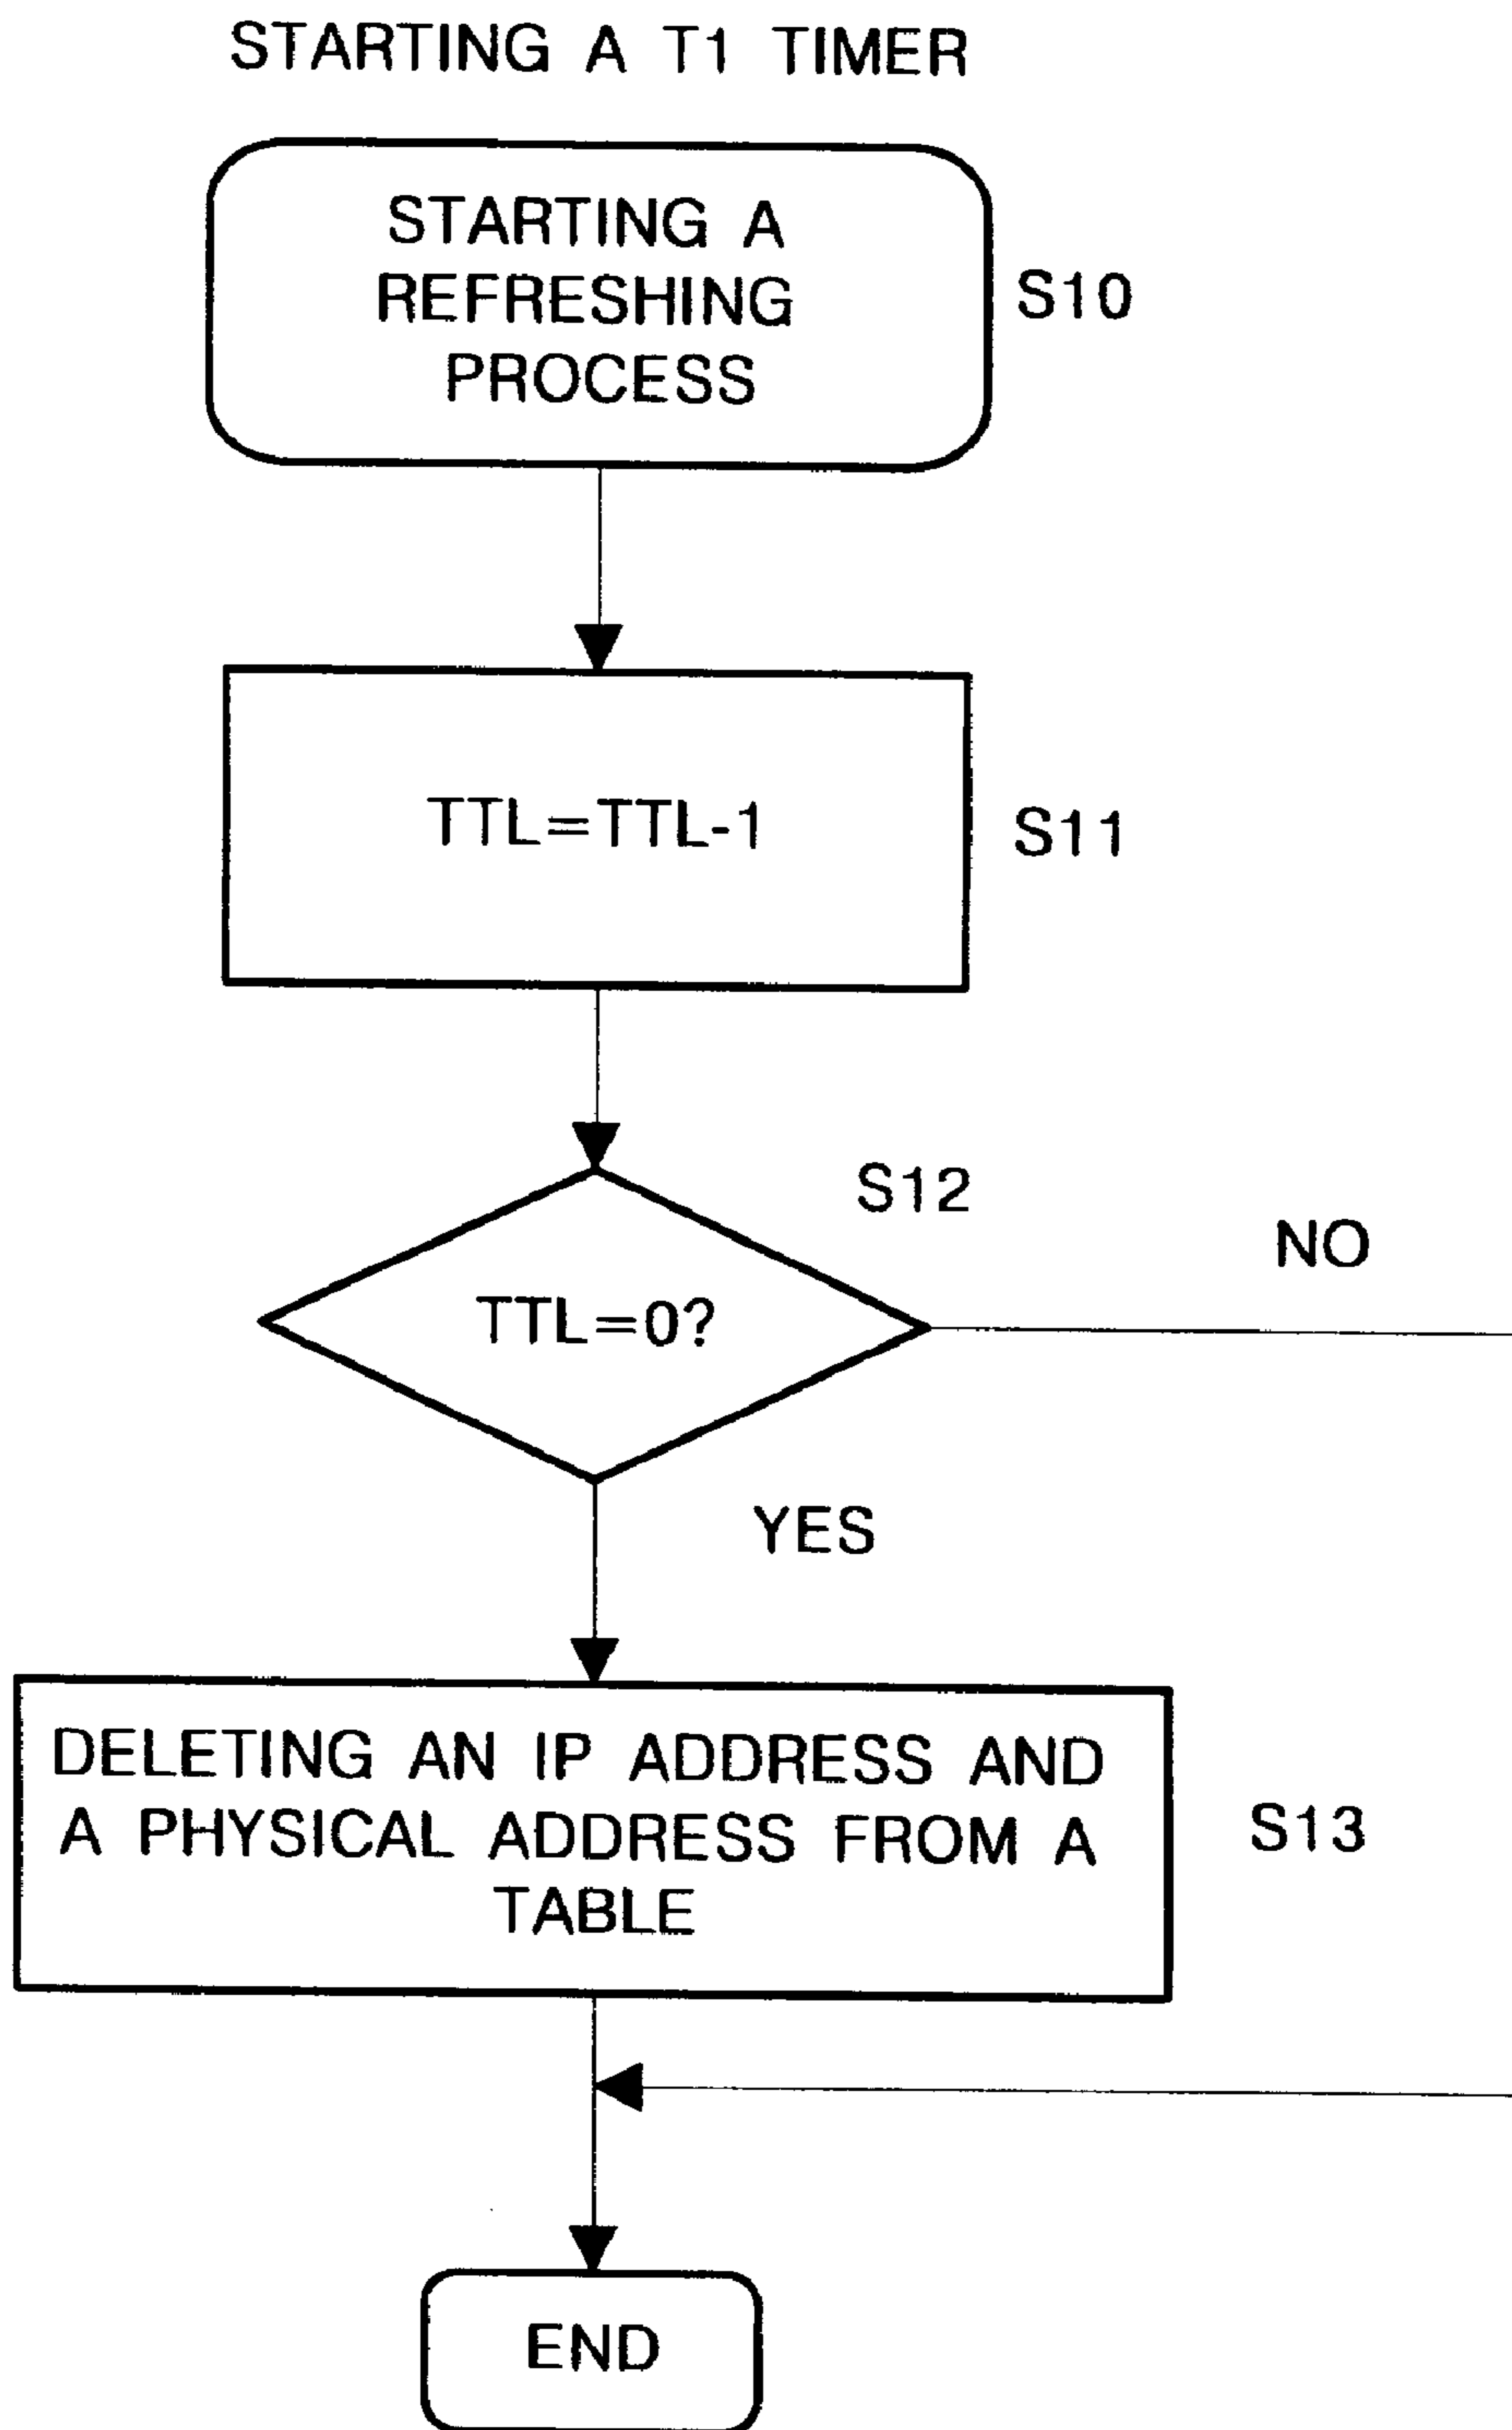 STARTING A T1 TIMER
STARTING A
REFRESHING
PROCESS
S10
TTL=TTL-1
S11
S12
NO
TTL=0?
YES
DELETING AN IP ADDRESS AND
A PHYSICAL ADDRESS FROM A
TABLE
S13
END